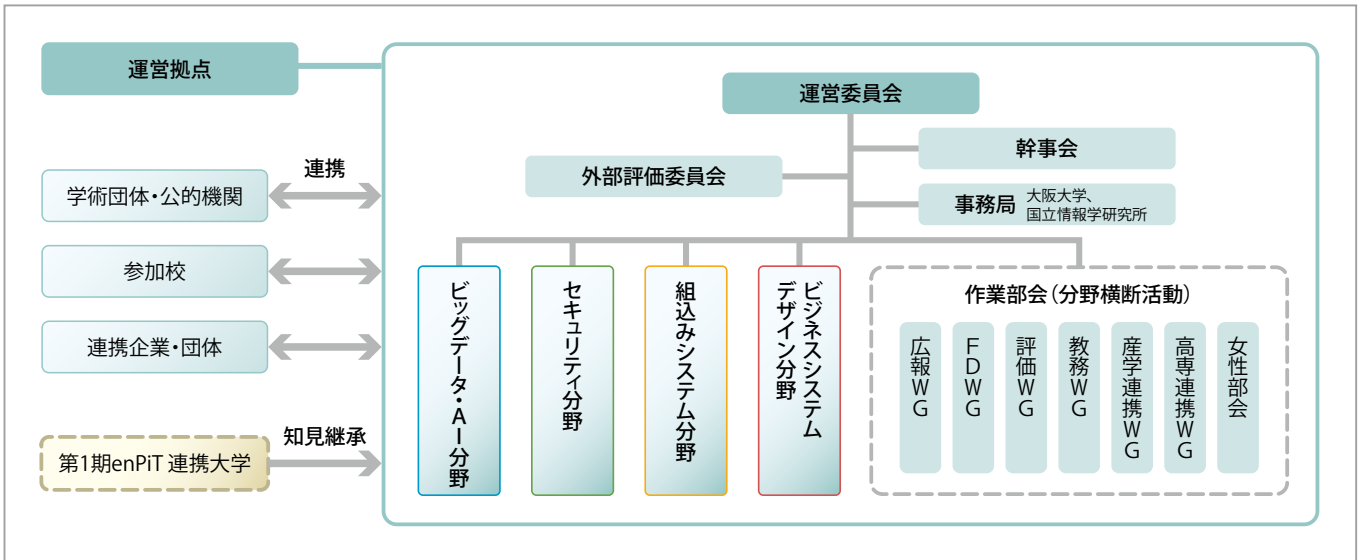 運営拠点
運営委員会
幹事会
外部評価委員会
事務局 大阪大学、
国立情報学研究所
連携
学術団体・公的機関
参加校
連携企業・団体
知見継承
第1期enPiT 連携大学
ビッグデータ・AI分野
セキュリティ分野
組込みシステム分野
ビジネスシステム
デザイン分野
作業部会(分野横断活動)
広報WG
FDWG
評価WG
教務WG
産学連携WG
高専連携WG
女性部会